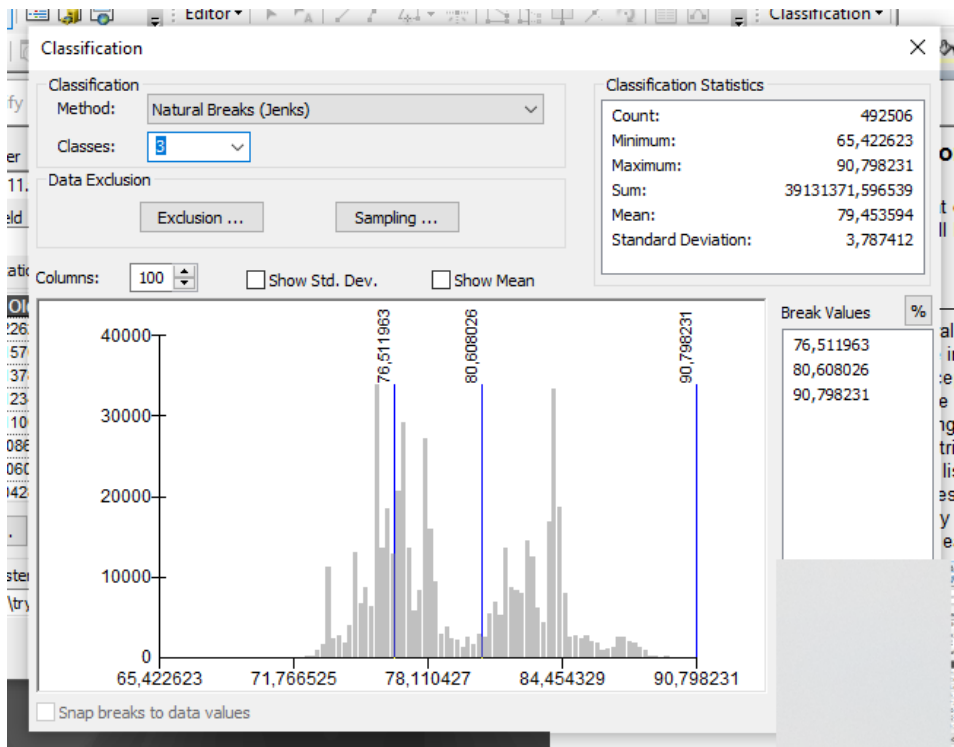 Editor
Classification
Classification
Classification
Method:
Natural Breaks (Jenks)
Classes:
3
Data Exclusion
Exclusion ...
Sampling ...
Classification Statistics
Count: 492506
Minimum: 65,422623
Maximum: 90,798231
Sum: 39131371,596539
Mean: 79,453594
Standard Deviation: 3,787412
Columns:
100
Show Std. Dev.
Show Mean
Break Values
%
76,511963
80,608026
90,798231
76,511963
80,608026
90,798231
40000
30000
20000
10000
0
65,422623 71,766525 78,110427 84,454329 90,798231
Snap breaks to data values